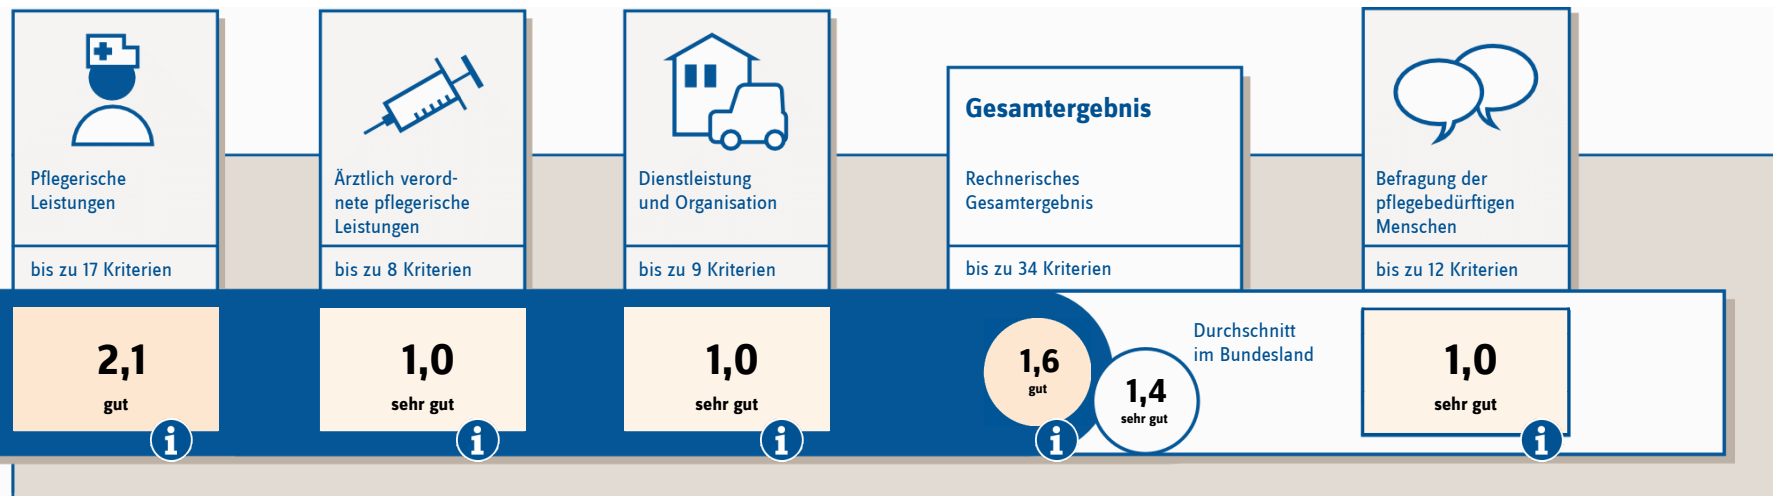 Pflegerische
Leistungen
bis zu 17 Kriterien
2,1
gut
i
Ärztlich verord-
nete pflegerische
Leistungen
bis zu 8 Kriterien
1,0
sehr gut
i
Dienstleistung
und Organisation
bis zu 9 Kriterien
1,0
sehr gut
i
Gesamtergebnis
Rechnerisches
Gesamtergebnis
bis zu 34 Kriterien
1,6
gut
i
Durchschnitt
im Bundesland
1,4
sehr gut
Befragung der
pflegebedürftigen
Menschen
bis zu 12 Kriterien
1,0
sehr gut
i